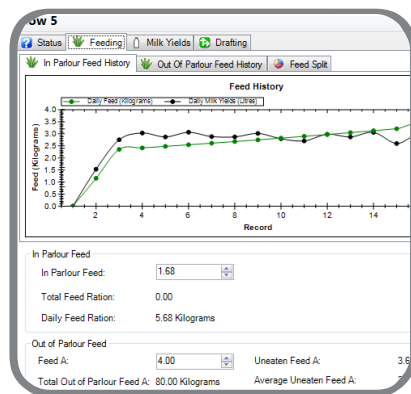 ow 5
Status Feeding Milk Yields Drafting
In Parlour Feed History Out Of Parlour Feed History Feed Split
Feed History
Daily Feed (Kilograms) Daily Milk Yields (Litres)
Feed (Kilograms)
4.0
3.5
3.0
2.5
2.0
1.5
1.0
0.5
0.0
2 4 6 8 10 12 14
Record
In Parlour Feed
In Parlour Feed: 1.68
Total Feed Ration: 0.00
Daily Feed Ration: 5.68 Kilograms
Out of Parlour Feed
Feed A: 4.00 Uneaten Feed A: 3.6
Total Out of Parlour Feed A: 80.00 Kilograms Average Uneaten Feed A: